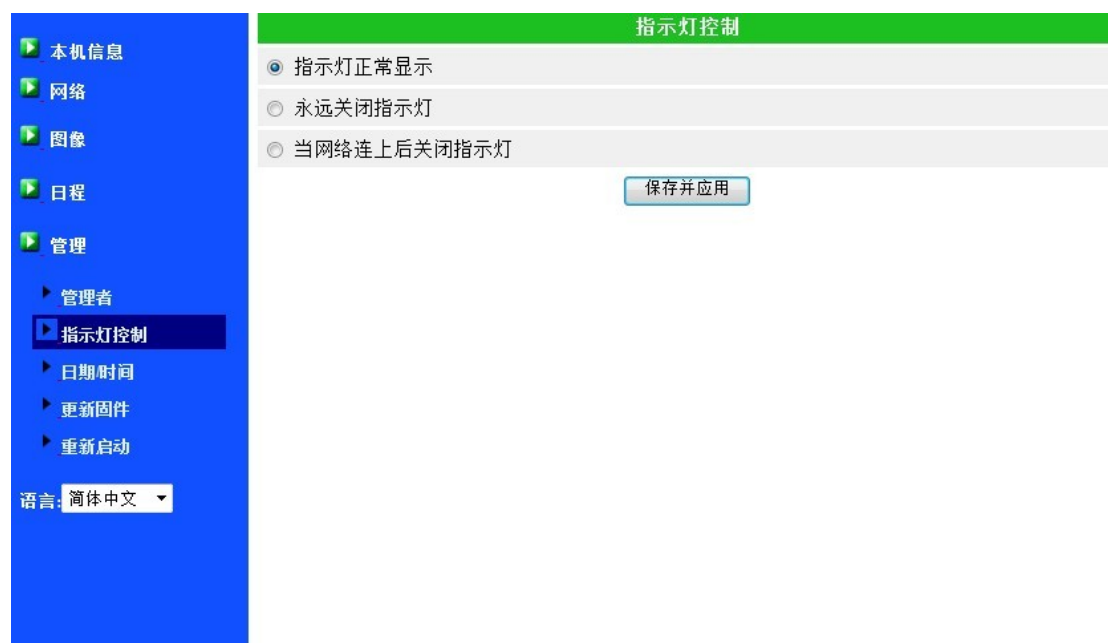 本机信息
网络
图像
日程
管理
管理者
指示灯控制
日期/时间
更新固件
重新启动
语言:简体中文
指示灯控制
指示灯正常显示
永远关闭指示灯
当网络连上后关闭指示灯
保存并应用